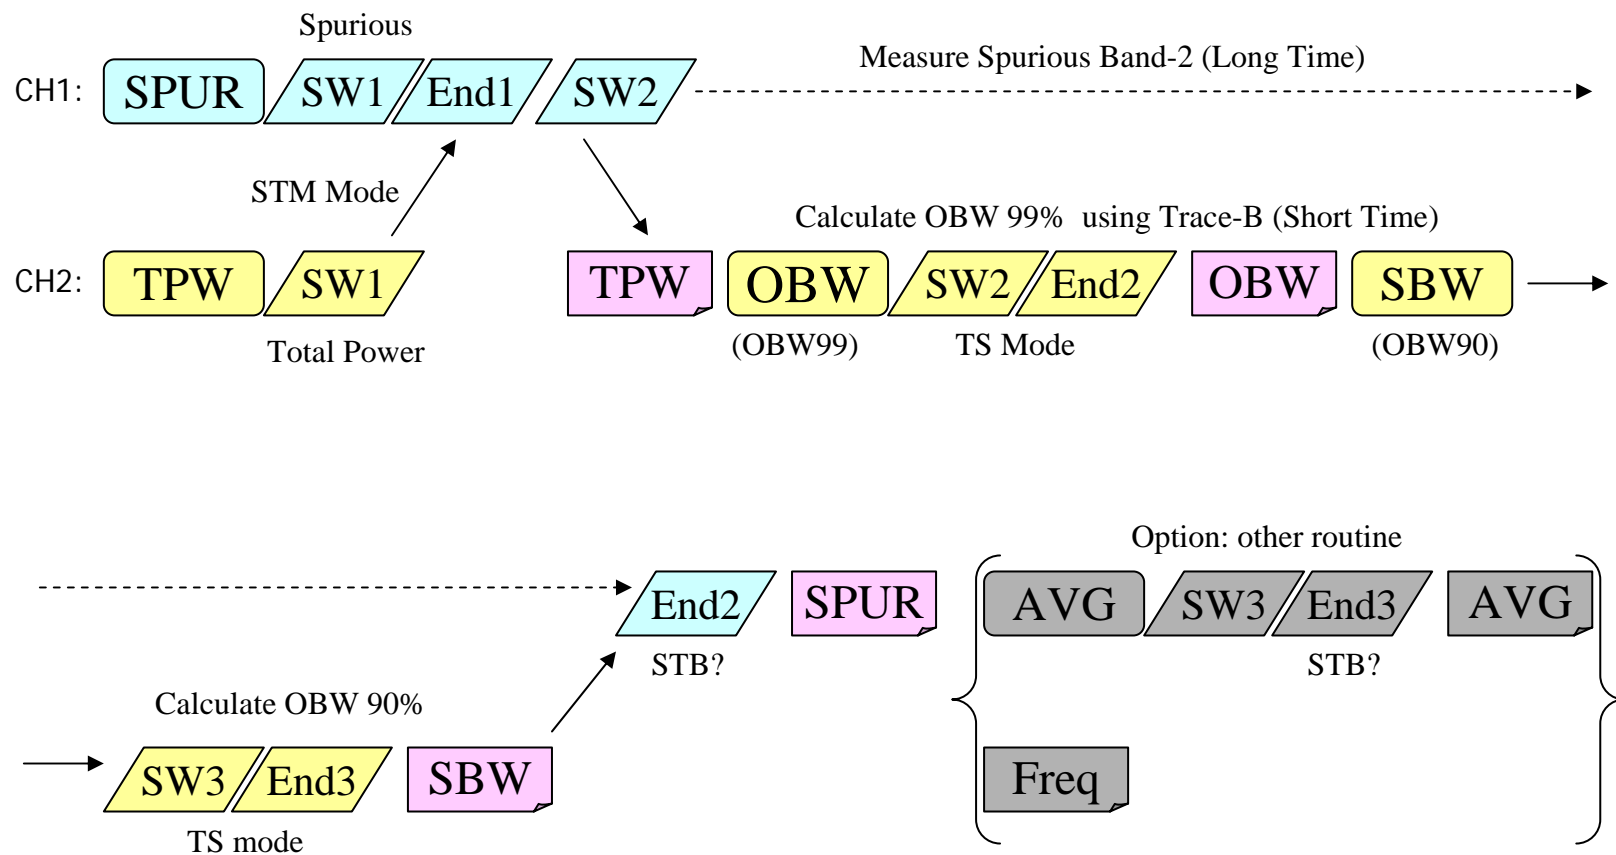 Spurious
CH1: SPUR SW1 End1 SW2 Measure Spurious Band-2 (Long Time)
STM Mode
Calculate OBW 99% using Trace-B (Short Time)
CH2: TPW SW1 TPW OBW SW2 End2 OBW SBW
Total Power (OBW99) TS Mode (OBW90)
Option: other routine
End2 SPUR AVG SW3 End3 AVG
STB? STB?
Calculate OBW 90%
SW3 End3 SBW Freq
TS mode